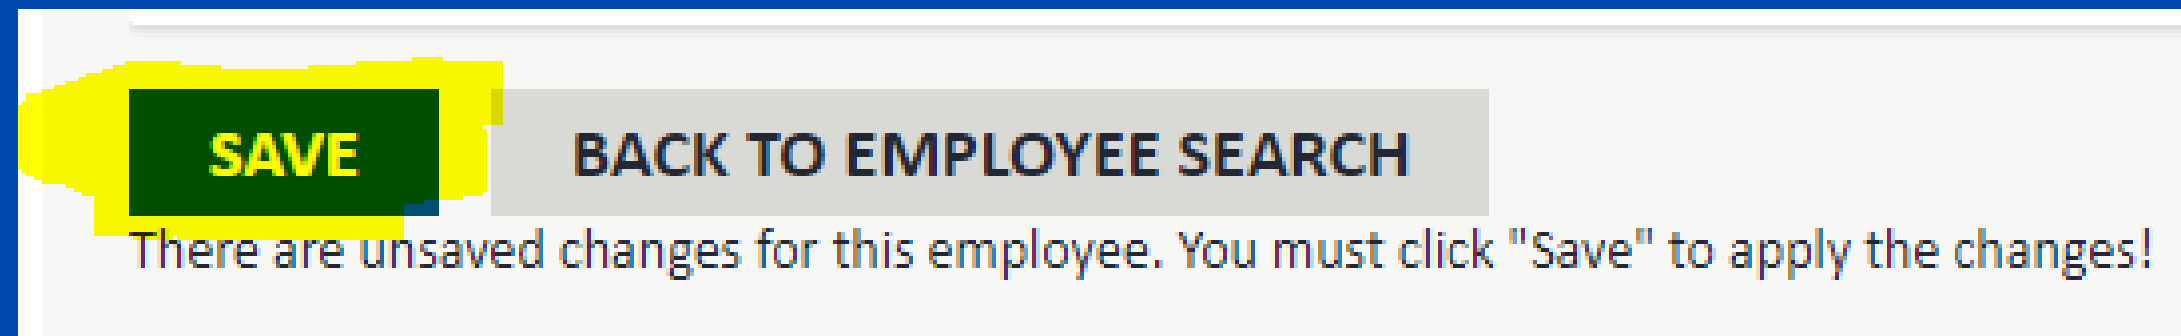 SAVE BACK TO EMPLOYEE SEARCH
There are unsaved changes for this employee. You must click "Save" to apply the changes!